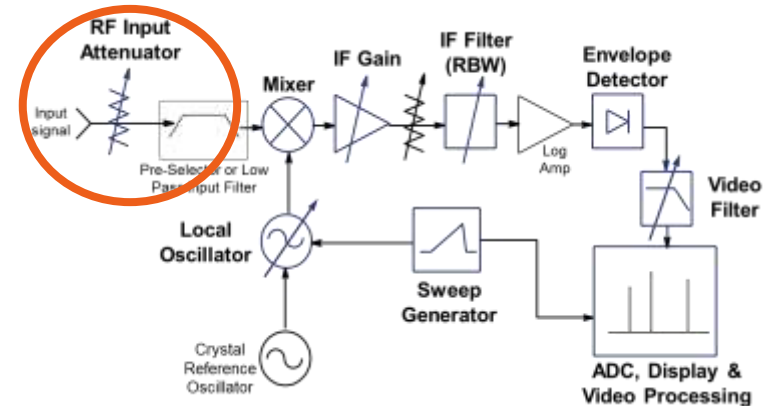 RF Input
Attenuator
Input
signal
Pre-Selector or Low
Pass Input Filter
Mixer
IF Gain
IF Filter
(RBW)
Log
Amp
Envelope
Detector
Video
Filter
Local
Oscillator
Sweep
Generator
Crystal
Reference
Oscillator
ADC, Display &
Video Processing